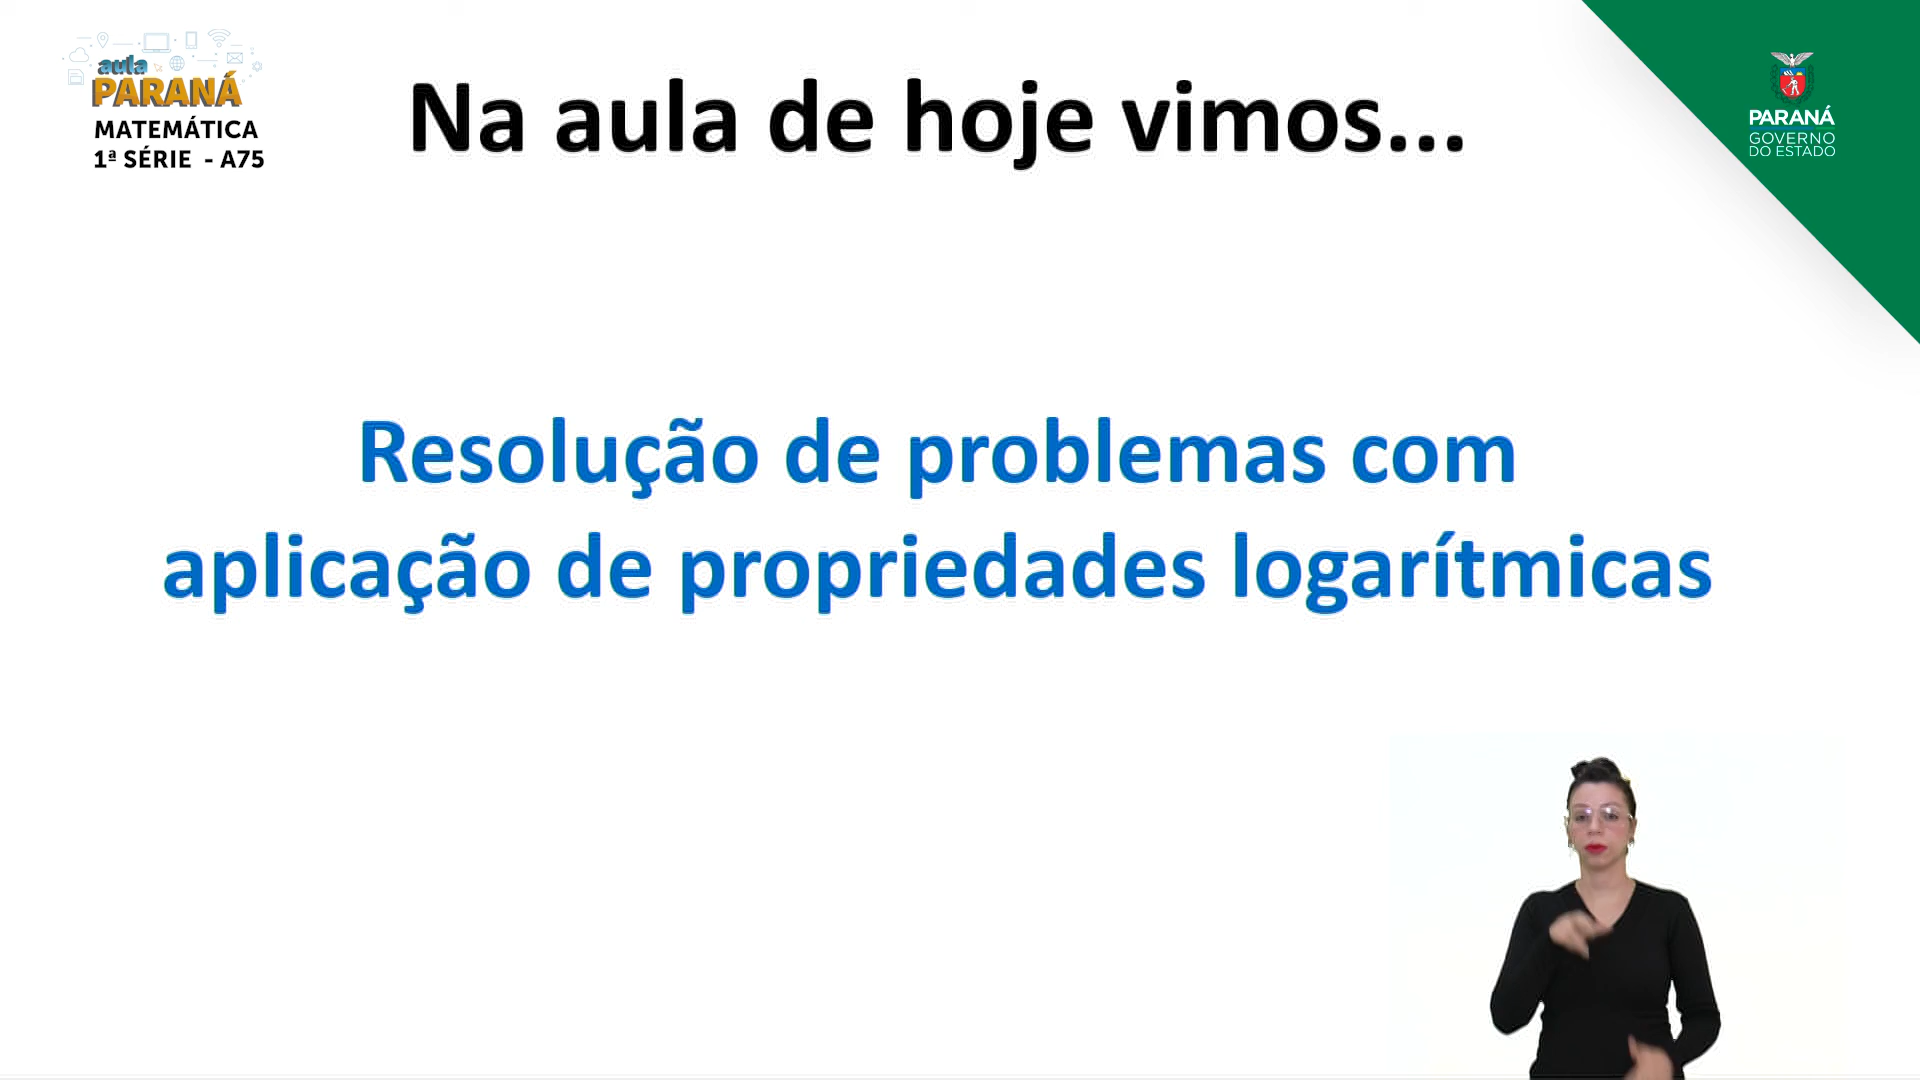 aula
PARANÁ
MATEMÁTICA
1ª SÉRIE - A75
Na aula de hoje vimos...
PARANÁ
GOVERNO
DO ESTADO
Resolução de problemas com
aplicação de propriedades logarítmicas